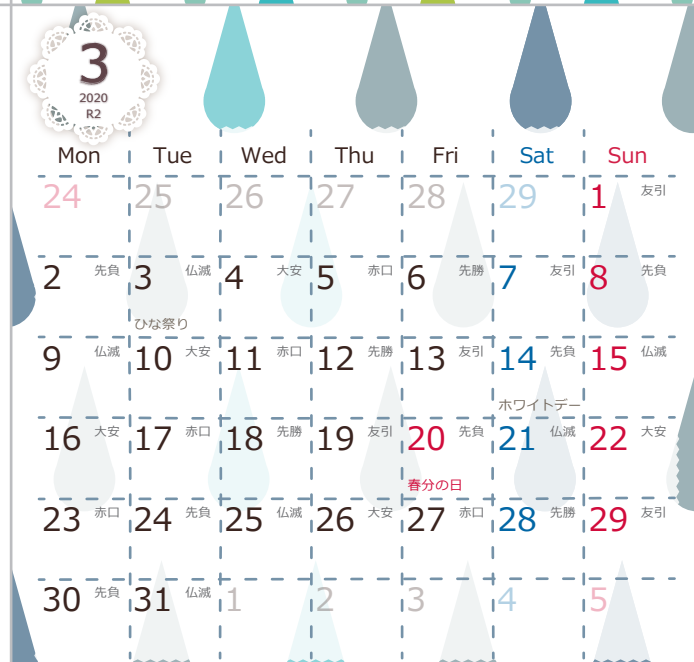 3
2020
R2
Mon Tue Wed Thu Fri Sat Sun
24 25 26 27 28 29 1 友引
2 先負 3 仏滅 4 大安 5 赤口 6 先勝 7 友引 8 先負
ひな祭り
9 仏滅 10 大安 11 赤口 12 先勝 13 友引 14 先負 15 仏滅
ホワイトデー
16 大安 17 赤口 18 先勝 19 友引 20 先負 21 仏滅 22 大安
春分の日
23 赤口 24 先負 25 仏滅 26 大安 27 赤口 28 先勝 29 友引
30 先負 31 仏滅 1 2 3 4 5